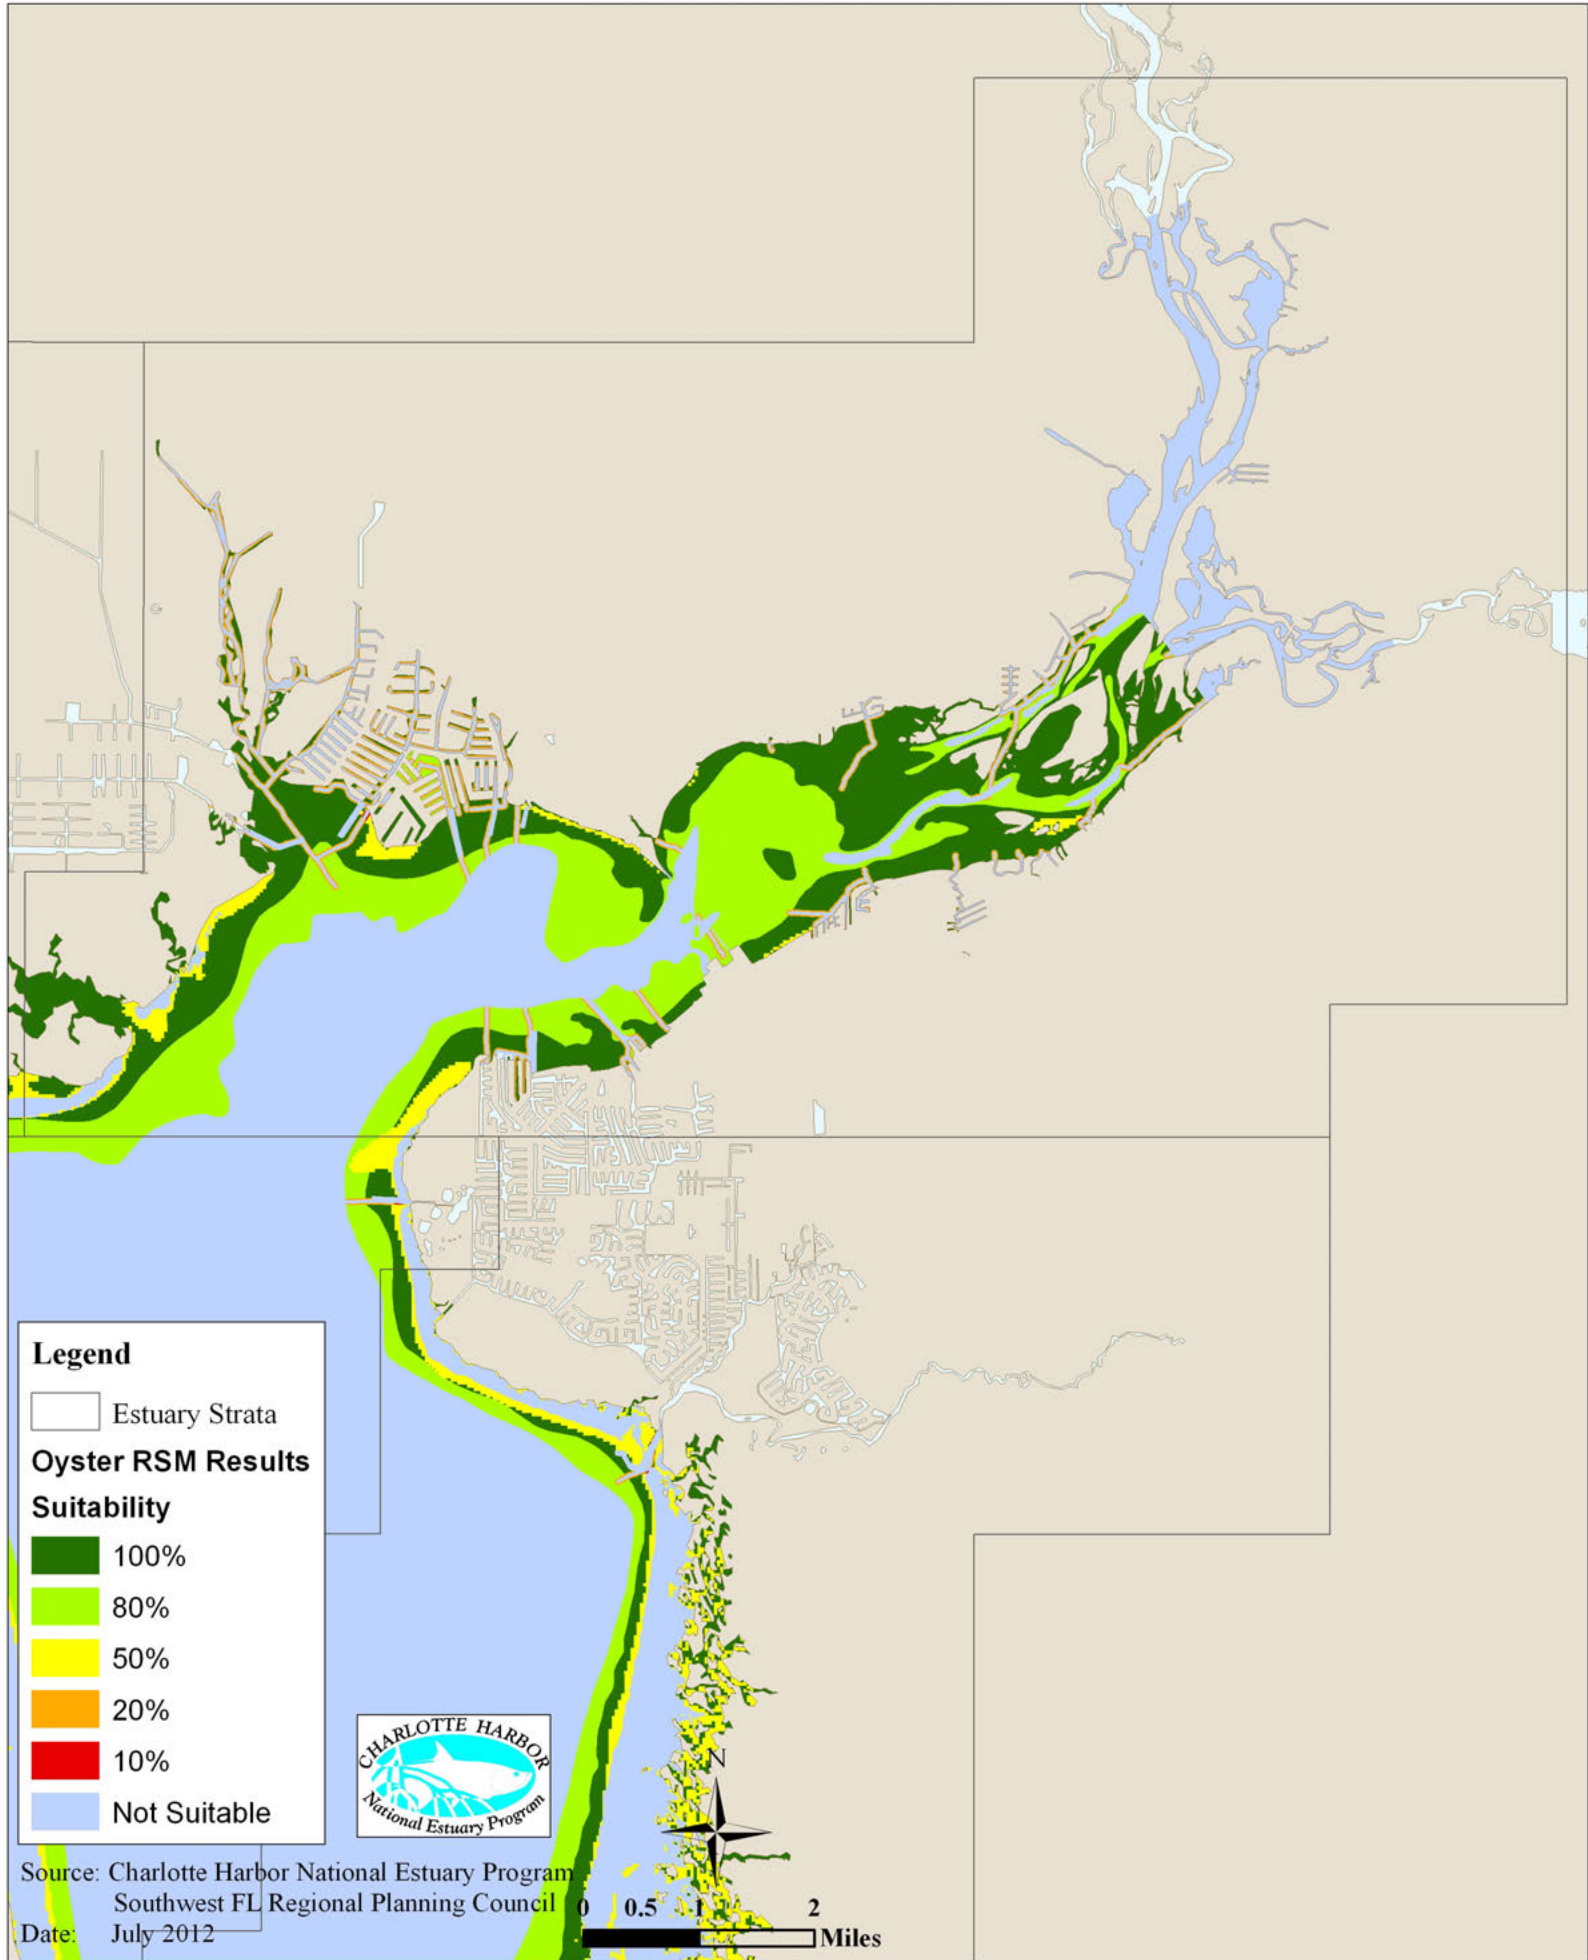 Legend
Estuary Strata
Oyster RSM Results
Suitability
100%
80%
50%
20%
10%
Not Suitable
CHARLOTTE HARBOR
National Estuary Program
N
Source: Charlotte Harbor National Estuary Program
Southwest FL Regional Planning Council
Date: July 2012
0 0.5 1 2
Miles